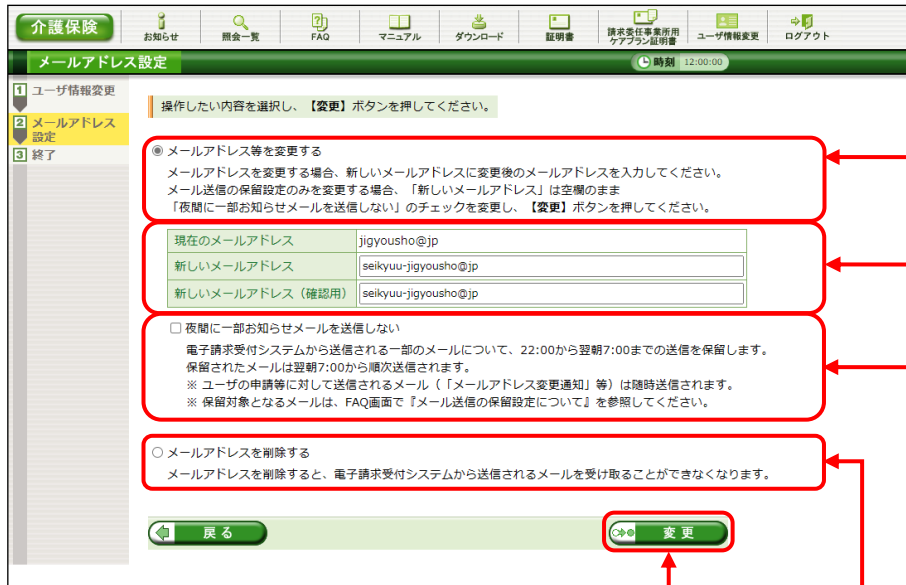 介護保険
お知らせ
照会一覧
FAQ
マニュアル
ダウンロード
証明書
請求委任事業所用
ケアプラン証明書
ユーザ情報変更
ログアウト
メールアドレス設定
時刻 12:00:00
1 ユーザ情報変更
2 メールアドレス
設定
3 終了
操作したい内容を選択し、【変更】ボタンを押してください。
メールアドレス等を変更する
メールアドレスを変更する場合、新しいメールアドレスに変更後のメールアドレスを入力してください。
メール送信の保留設定のみを変更する場合、「新しいメールアドレス」は空欄のまま
「夜間に一部お知らせメールを送信しない」のチェックを変更し、【変更】ボタンを押してください。
現在のメールアドレス jigyousho@jp
新しいメールアドレス seikyuu-jigyousho@jp
新しいメールアドレス（確認用） seikyuu-jigyousho@jp
夜間に一部お知らせメールを送信しない
電子請求受付システムから送信される一部のメールについて、22:00から翌朝7:00までの送信を保留します。
保留されたメールは翌朝7:00から順次送信されます。
※ ユーザの申請等に対して送信されるメール（「メールアドレス変更通知」等）は随時送信されます。
※ 保留対象となるメールは、FAQ画面で『メール送信の保留設定について』を参照してください。
メールアドレスを削除する
メールアドレスを削除すると、電子請求受付システムから送信されるメールを受け取ることができなくなります。
戻る
変更